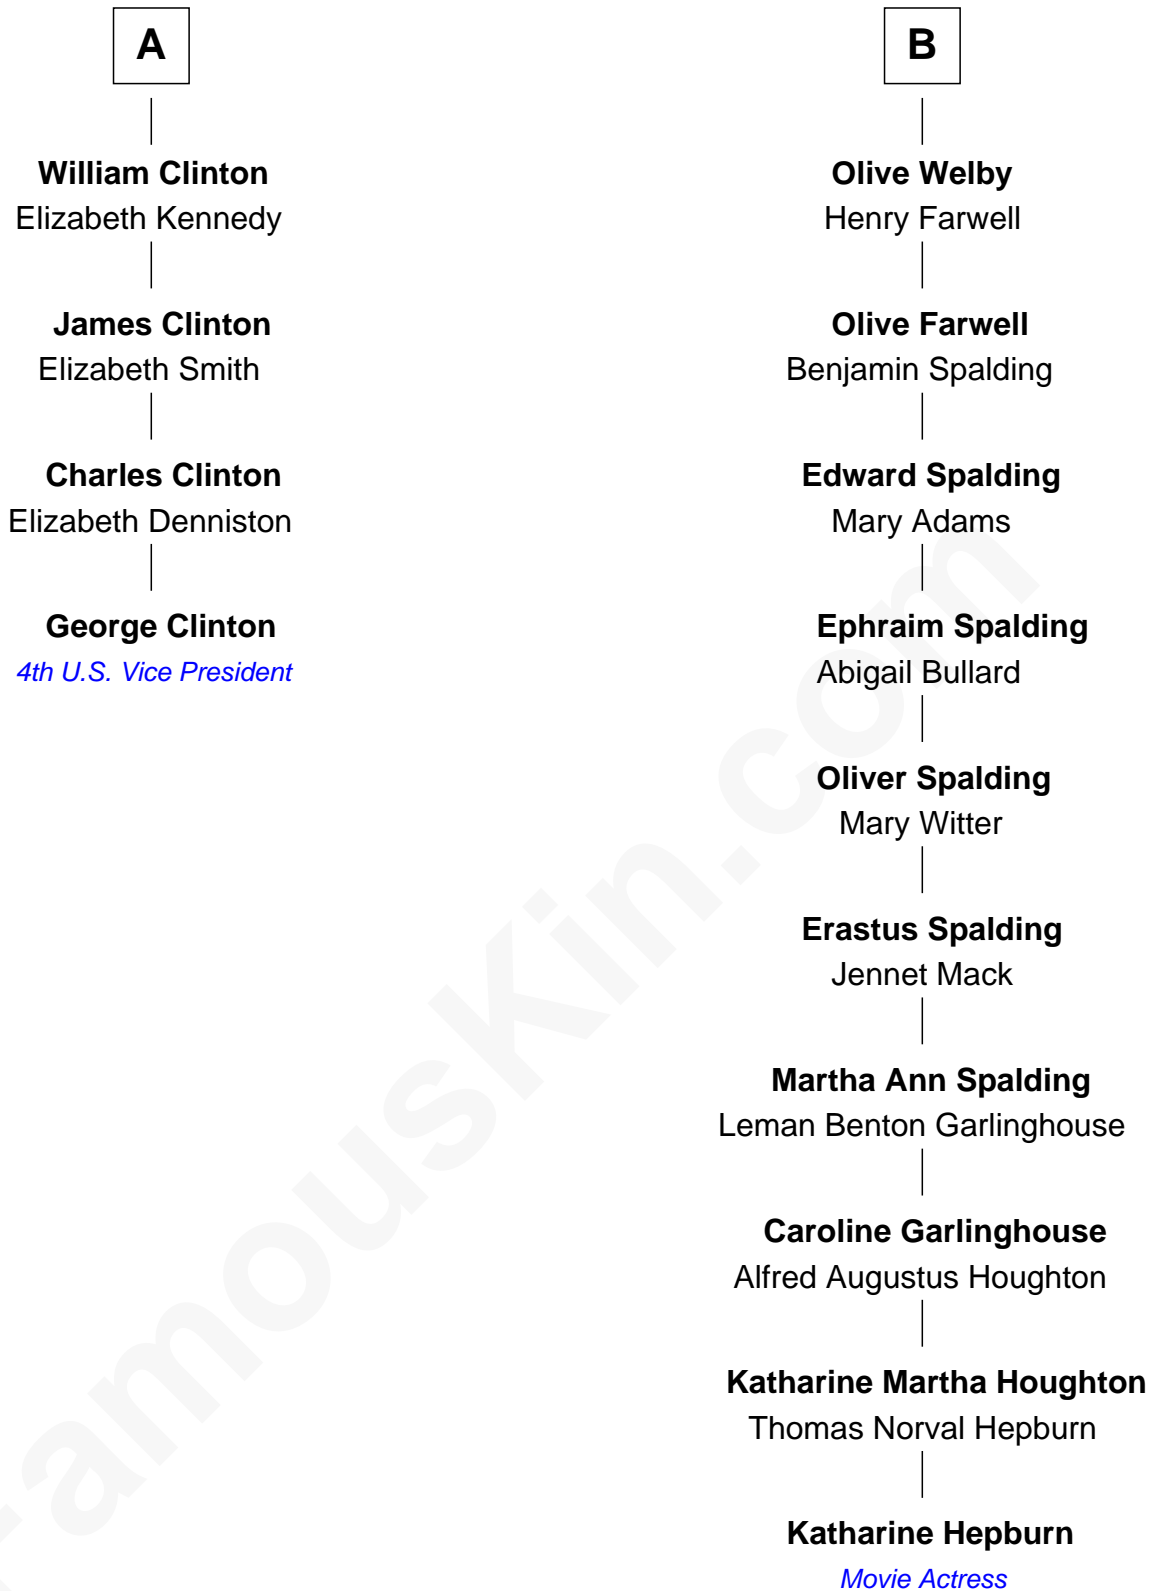 A
William Clinton
Elizabeth Kennedy
James Clinton
Elizabeth Smith
Charles Clinton
Elizabeth Denniston
George Clinton
4th U.S. Vice President
B
Olive Welby
Henry Farwell
Olive Farwell
Benjamin Spalding
Edward Spalding
Mary Adams
Ephraim Spalding
Abigail Bullard
Oliver Spalding
Mary Witter
Erastus Spalding
Jennet Mack
Martha Ann Spalding
Leman Benton Garlinghouse
Caroline Garlinghouse
Alfred Augustus Houghton
Katharine Martha Houghton
Thomas Norval Hepburn
Katharine Hepburn
Movie Actress
FamousKin.com